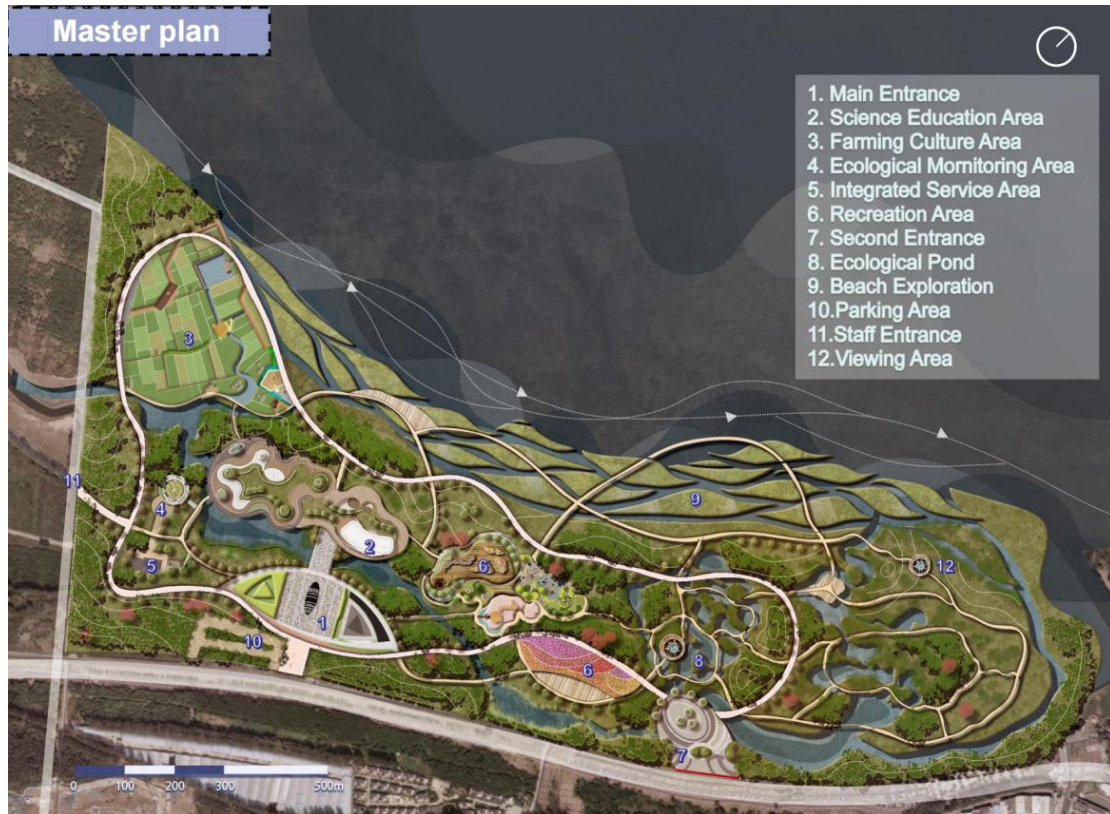 Master plan
1. Main Entrance
2. Science Education Area
3. Farming Culture Area
4. Ecological Mornitoring Area
5. Integrated Service Area
6. Recreation Area
7. Second Entrance
8. Ecological Pond
9. Beach Exploration
10.Parking Area
11.Staff Entrance
12.Viewing Area
3
11
4
9
2
5
6
12
1
10
8
6
7
0 100 200 300 500m